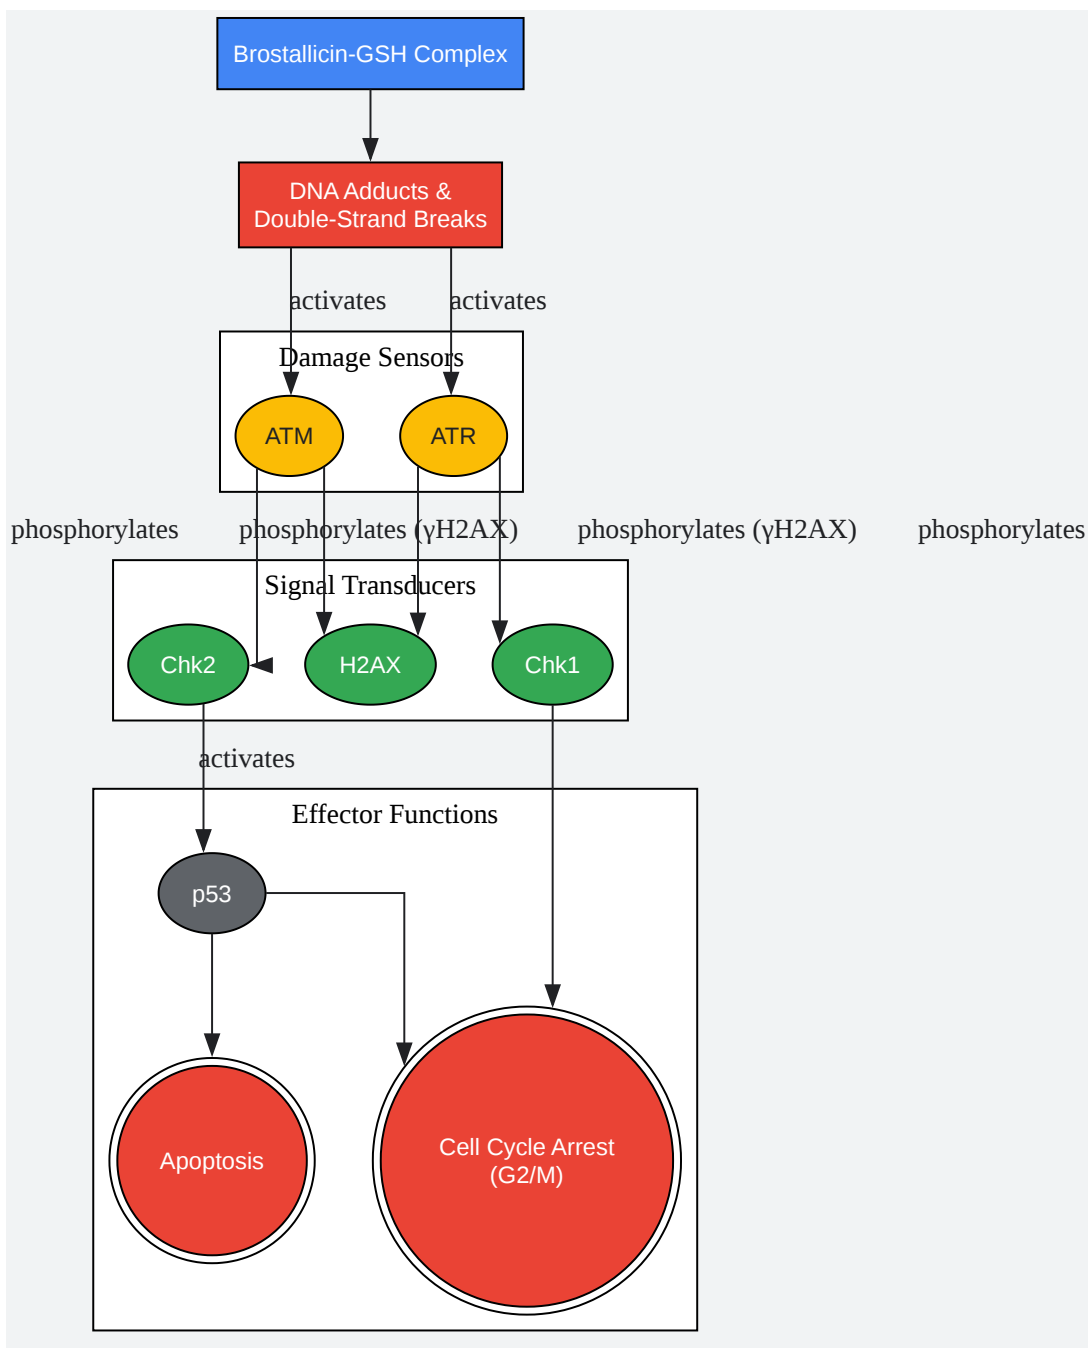 Brostallicin-GSH Complex
DNA Adducts &
Double-Strand Breaks
activates
activates
Damage Sensors
ATM
ATR
phosphorylates
phosphorylates (γH2AX)
phosphorylates (γH2AX)
phosphorylates
Signal Transducers
Chk2
H2AX
Chk1
activates
Effector Functions
p53
Apoptosis
Cell Cycle Arrest
(G2/M)